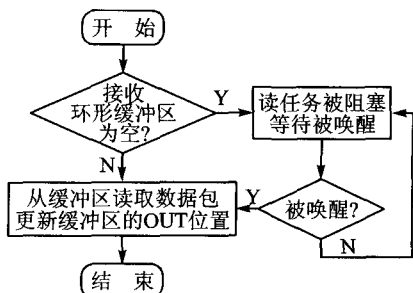 开 始
接收
环形缓冲区
为空?
Y
读任务被阻塞
等待被唤醒
N
从缓冲区读取数据包
更新缓冲区的OUT位置
Y
被唤醒?
N
结 束